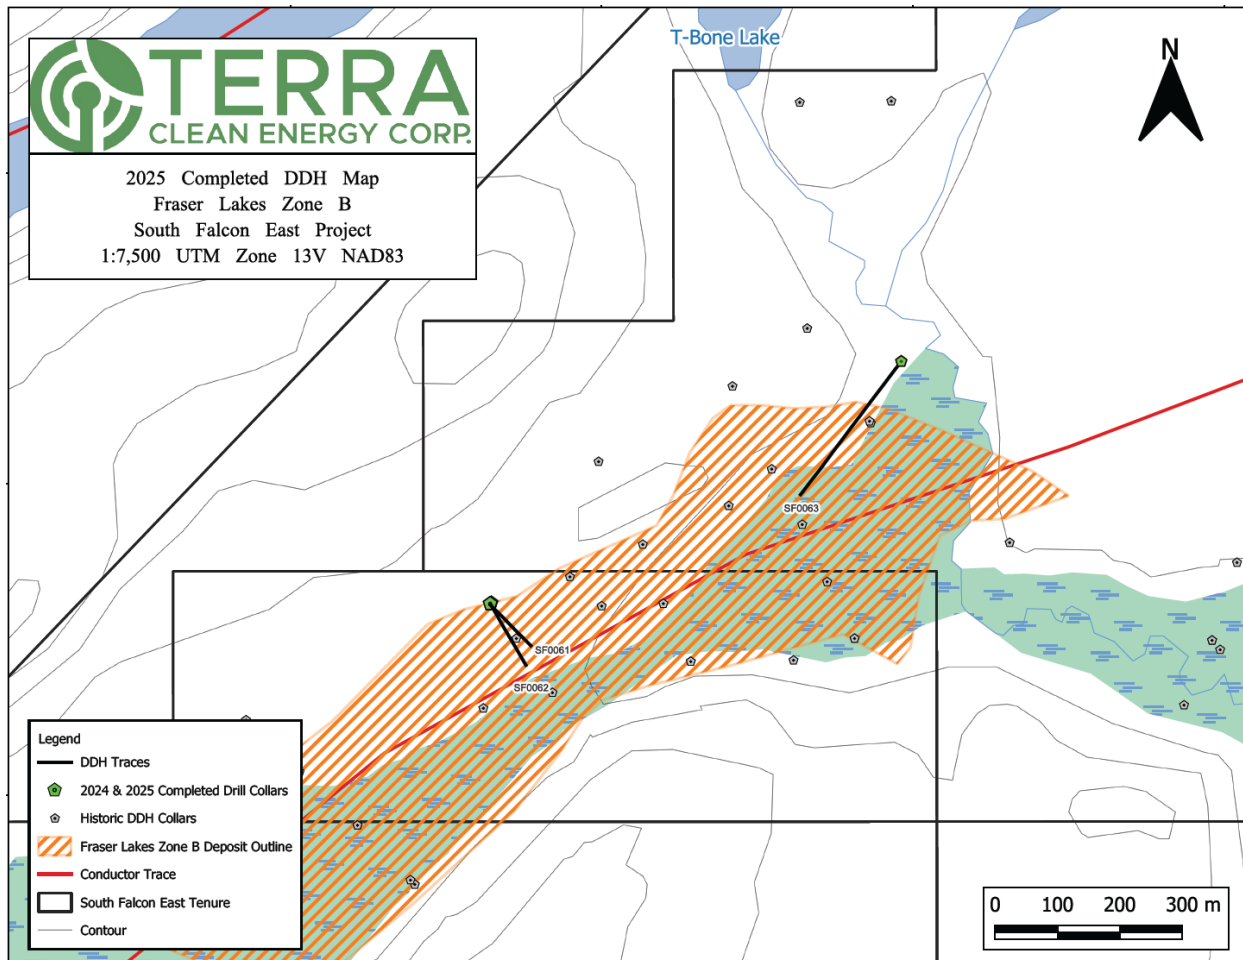 T-Bone Lake
N
TERRA
CLEAN ENERGY CORP.
2025 Completed DDH Map
Fraser Lakes Zone B
South Falcon East Project
1:7,500 UTM Zone 13V NAD83
SF0063
SF0061
SF0062
Legend
DDH Traces
2024 & 2025 Completed Drill Collars
Historic DDH Collars
Fraser Lakes Zone B Deposit Outline
Conductor Trace
South Falcon East Tenure
Contour
0 100 200 300 m